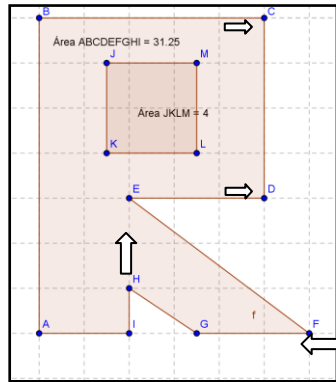 B
C
Área ABCDEFGHI = 31.25
J
M
Área JKLM = 4
K
L
E
D
H
f
A
I
G
F